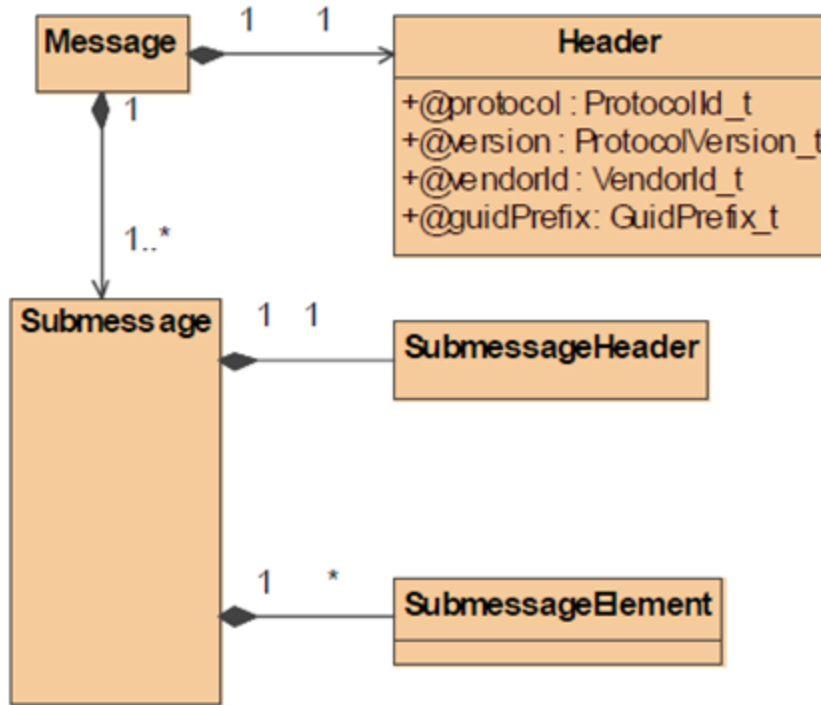 Message
1 1
Header
+@protocol : ProtocolId_t
+@version : ProtocolVersion_t
+@vendorId : VendorId_t
+@guidPrefix: GuidPrefix_t
1
1..*
Submessage
1 1
SubmessageHeader
1 *
SubmessageElement